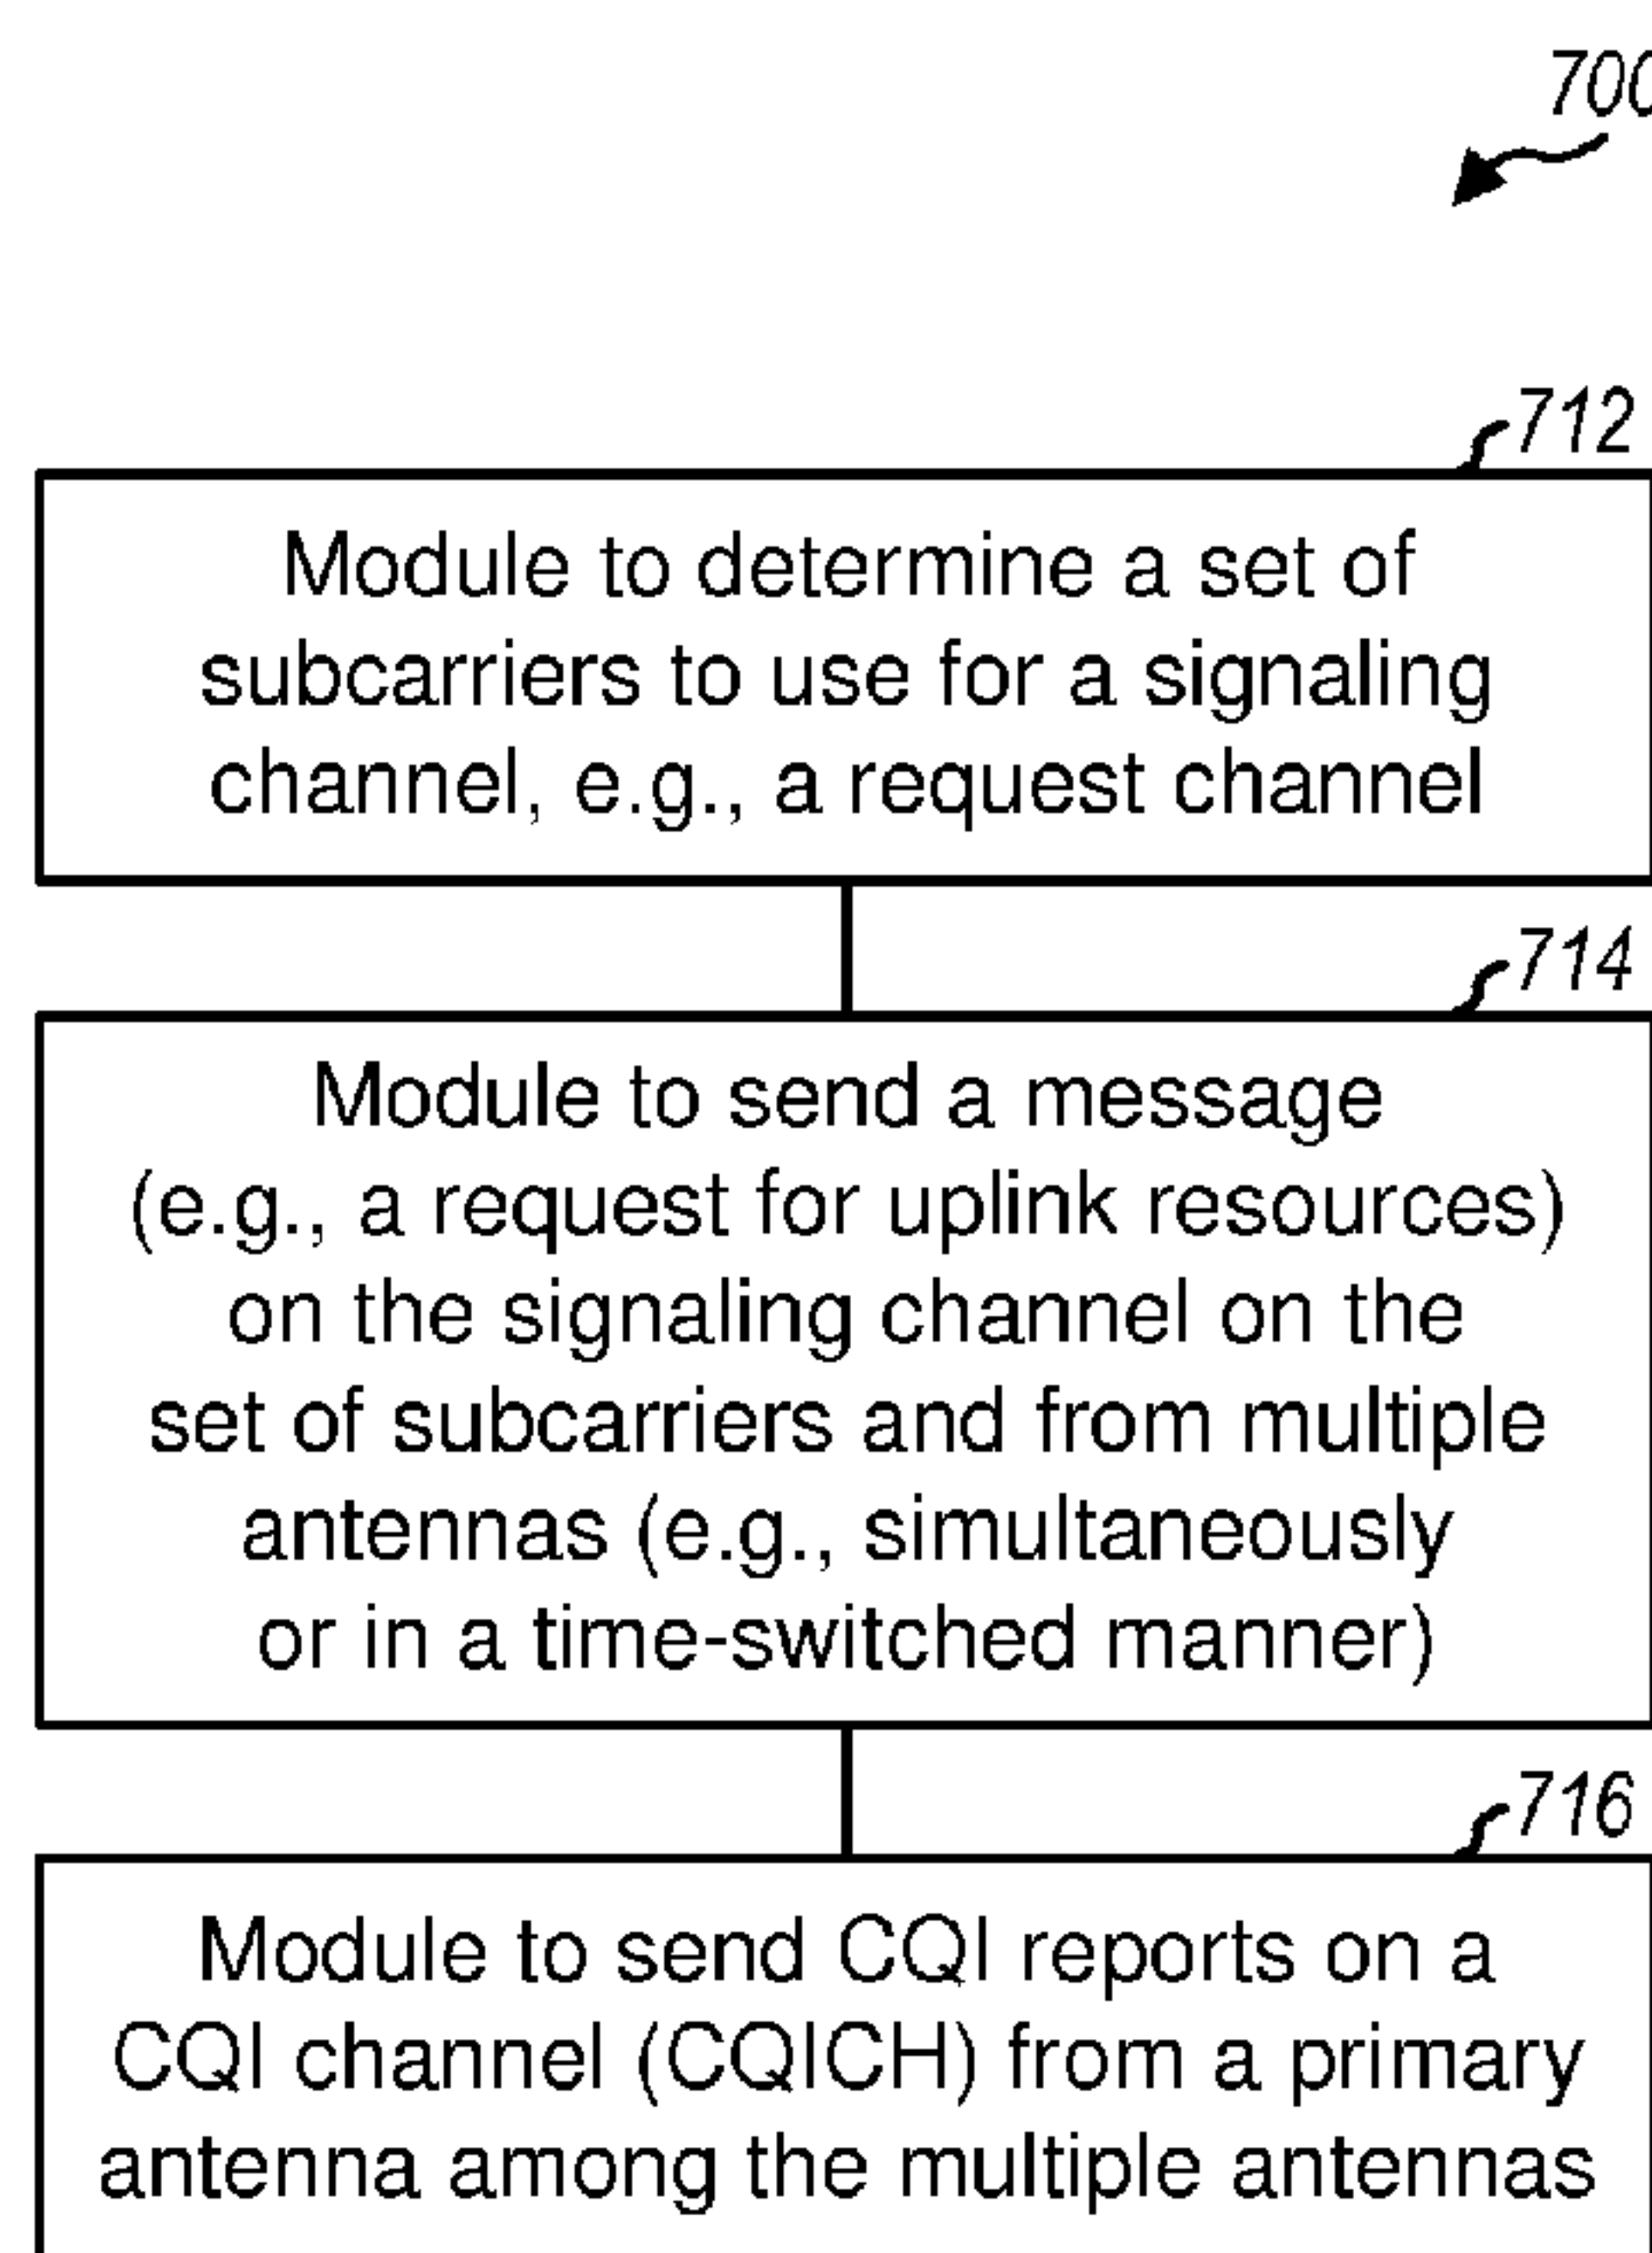 700
712
Module to determine a set of
subcarriers to use for a signaling
channel, e.g., a request channel
714
Module to send a message
(e.g., a request for uplink resources)
on the signaling channel on the
set of subcarriers and from multiple
antennas (e.g., simultaneously
or in a time-switched manner)
716
Module to send CQI reports on a
CQI channel (CQICH) from a primary
antenna among the multiple antennas